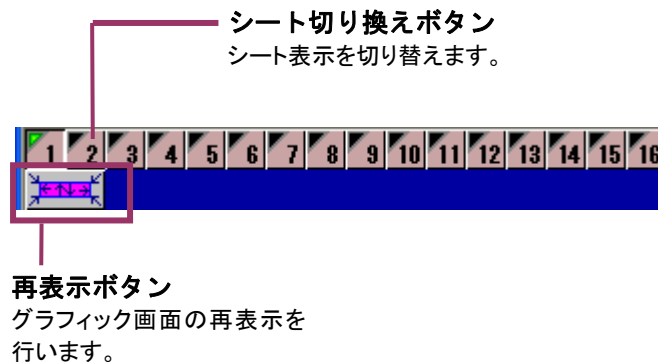 シート切り換えボタン
シート表示を切り替えます。
1 2 3 4 5 6 7 8 9 10 11 12 13 14 15 16
再表示ボタン
グラフィック画面の再表示を
行います。